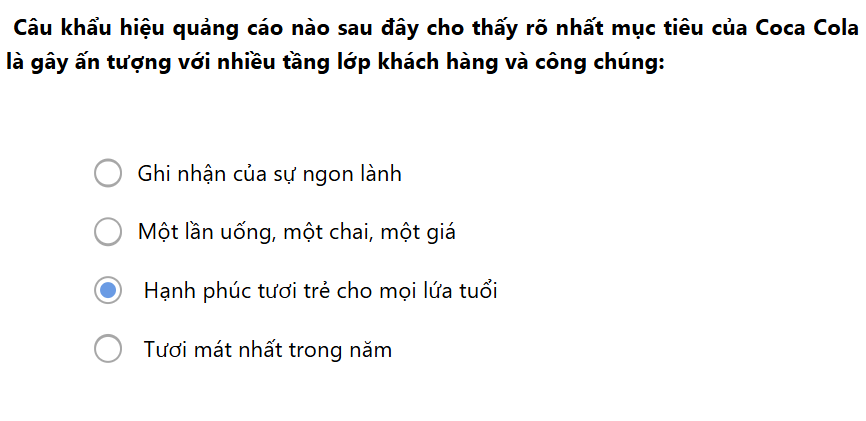 Câu khẩu hiệu quảng cáo nào sau đây cho thấy rõ nhất mục tiêu của Coca Cola
là gây ấn tượng với nhiều tầng lớp khách hàng và công chúng:
Ghi nhận của sự ngon lành
Một lần uống, một chai, một giá
Hạnh phúc tươi trẻ cho mọi lứa tuổi
Tươi mát nhất trong năm